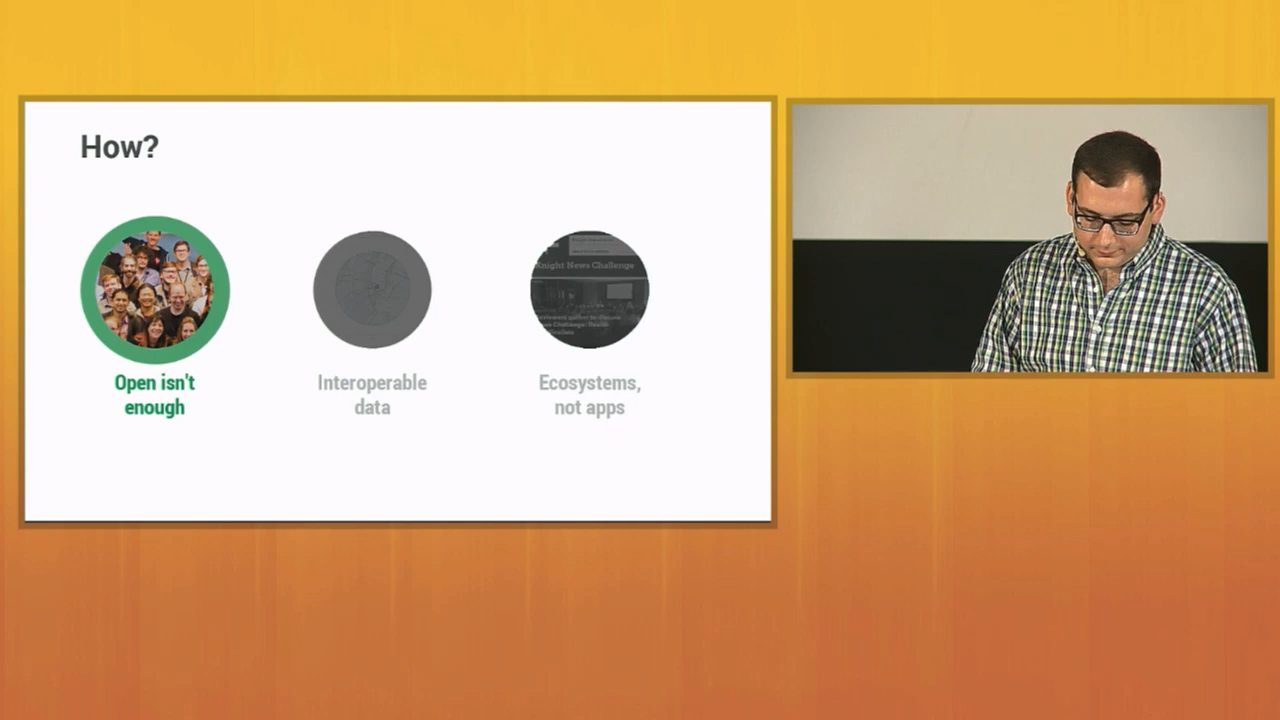 How?
Knight News Challenge
Open isn't
enough
Interoperable
data
Ecosystems,
not apps